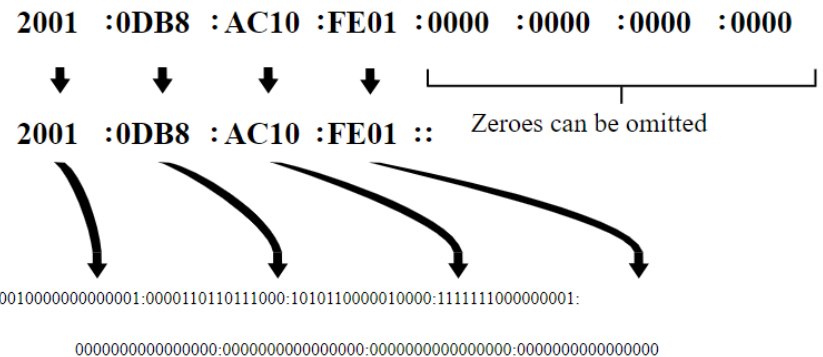 2001 :0DB8 :AC10 :FE01 :0000 :0000 :0000 :0000
Zeroes can be omitted
2001 :0DB8 :AC10 :FE01 ::
0010000000000001:0000110110111000:1010110000010000:1111111000000001:
0000000000000000:0000000000000000:0000000000000000:0000000000000000